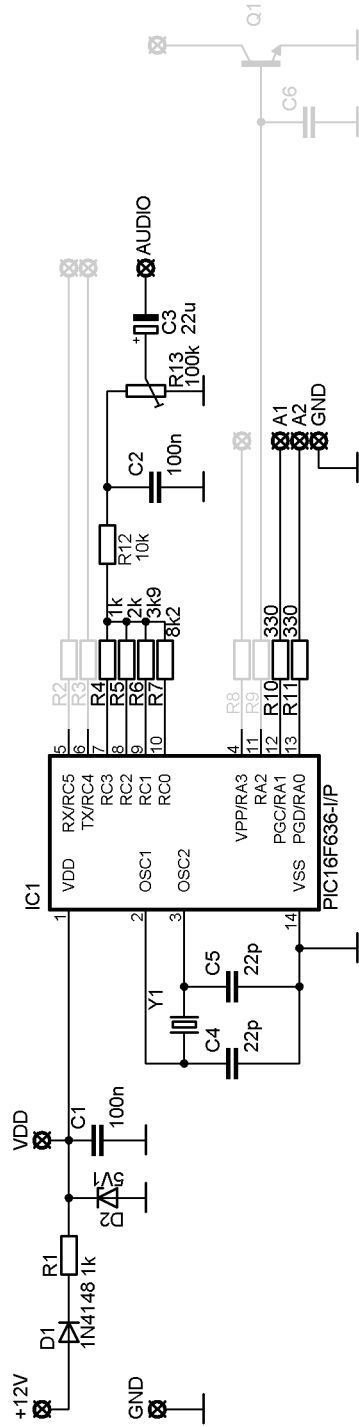 +12V
D1
1N4148
R1
1k
D2
5V1
VDD
C1
100n
GND
IC1
PIC16F636-I/P
1
VDD
2
OSC1
3
OSC2
14
VSS
5
RX/RC5
6
TX/RC4
7
RC3
8
RC2
9
RC1
10
RC0
4
VPP/RA3
11
RA2
12
PGC/RA1
13
PGD/RA0
Y1
C4
22p
C5
22p
R2
R3
R4
1k
R5
2k
R6
3k9
R7
8k2
R8
R9
R10
330
R11
330
R12
10k
C2
100n
R13
100k
+
C3
22u
AUDIO
A1
A2
GND
C6
Q1